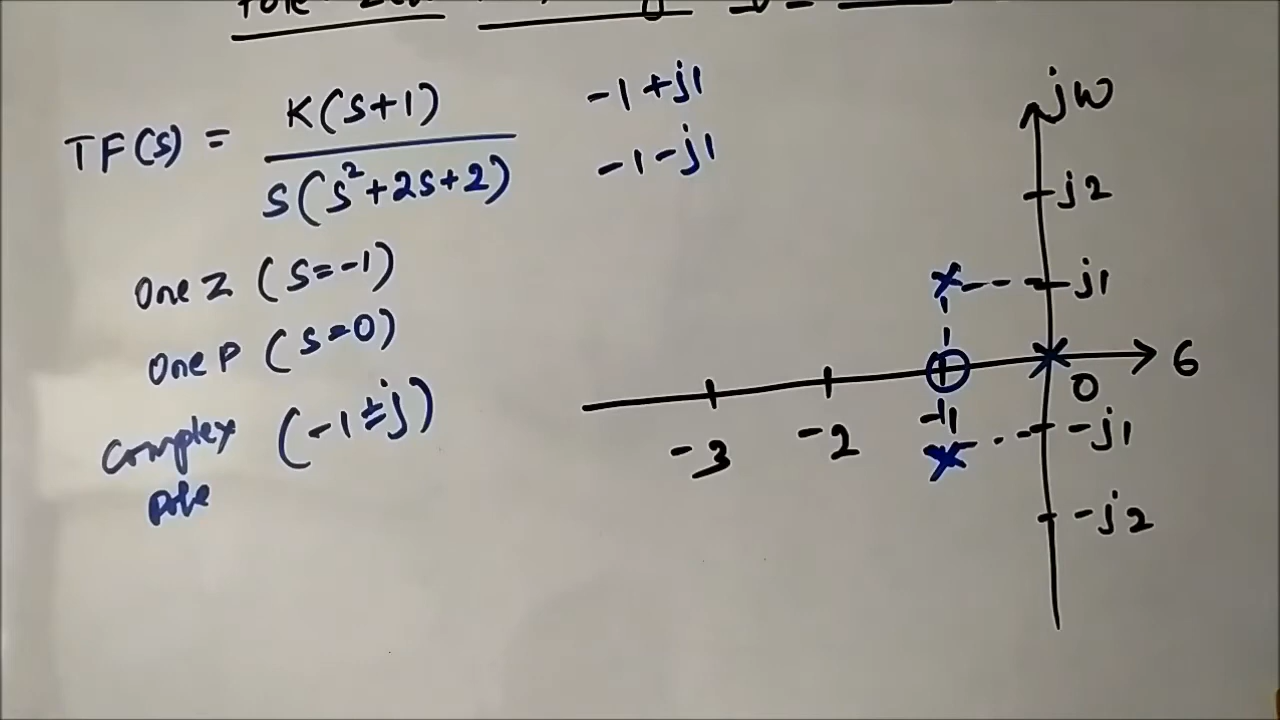 TF(s) = K(s+1)
s(s²+2s+2)
-1+j1
-1-j1
One Z (s=-1)
One P (s=0)
Complex (-1±j)
pole
jw
j2
j1
6
0
-3
-2
-1
-j1
-j2